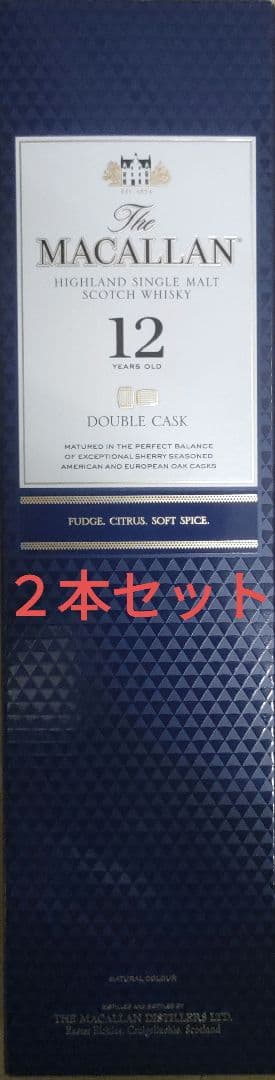 EST. 1824
The
MACALLAN®
HIGHLAND SINGLE MALT
SCOTCH WHISKY
12
YEARS OLD
DOUBLE CASK
MATURED IN THE PERFECT BALANCE
OF EXCEPTIONAL SHERRY SEASONED
AMERICAN AND EUROPEAN OAK CASKS
FUDGE. CITRUS. SOFT SPICE.
2本セット
NATURAL COLOUR
DISTILLED AND BOTTLED BY
THE MACALLAN DISTILLERS LTD.
Easter Elchies, Craigellachie, Scotland